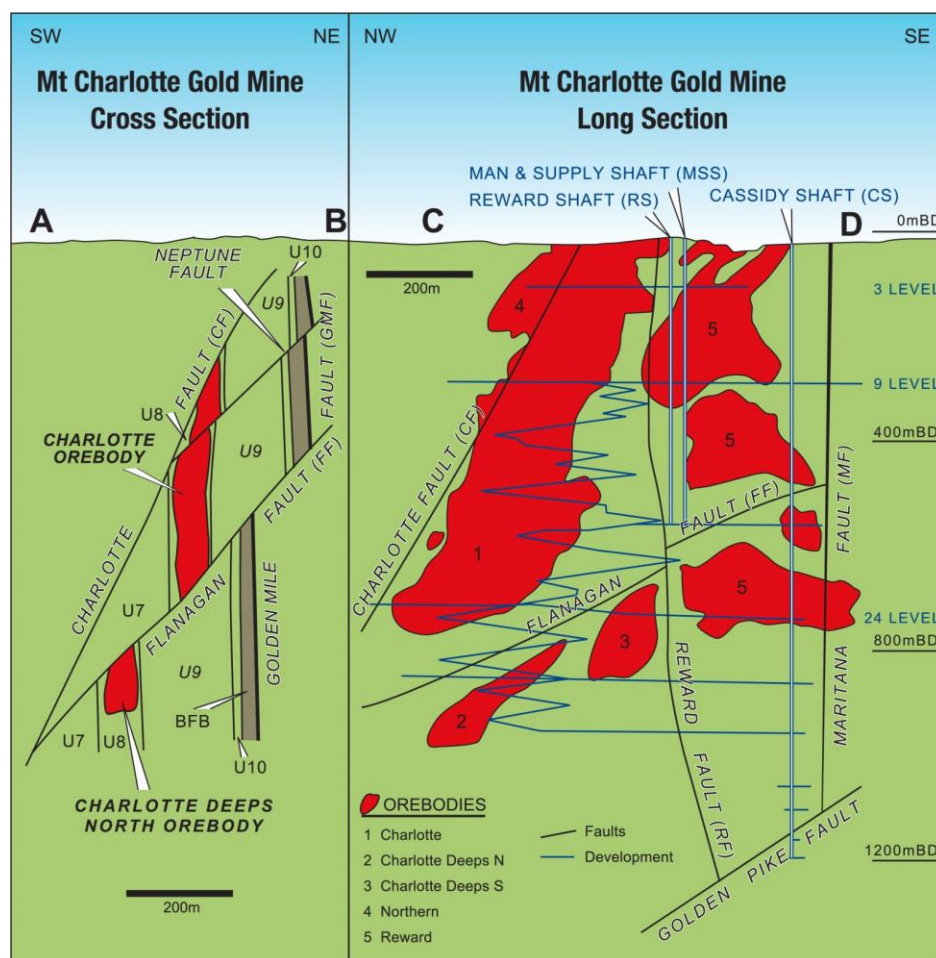 SW
NE
Mt Charlotte Gold Mine
Cross Section
A
B
NEPTUNE
FAULT
U10
U9
FAULT (CF)
FAULT (GMF)
U8
CHARLOTTE
OREBODY
U9
FAULT (FF)
CHARLOTTE
U7
FLANAGAN
GOLDEN MILE
U9
BFB
U7
U8
U10
CHARLOTTE DEEPS
NORTH OREBODY
200m
NW
SE
Mt Charlotte Gold Mine
Long Section
MAN & SUPPLY SHAFT (MSS)
REWARD SHAFT (RS)
CASSIDY SHAFT (CS)
C
D
0mBD
200m
3 LEVEL
4
5
9 LEVEL
400mBD
5
CHARLOTTE FAULT (CF)
FAULT (FF)
FAULT (MF)
1
FLANAGAN
5
24 LEVEL
3
800mBD
REWARD
MARITANA
2
FAULT (RF)
GOLDEN PIKE FAULT
1200mBD
OREBODIES
1 Charlotte
2 Charlotte Deeps N
3 Charlotte Deeps S
4 Northern
5 Reward
Faults
Development